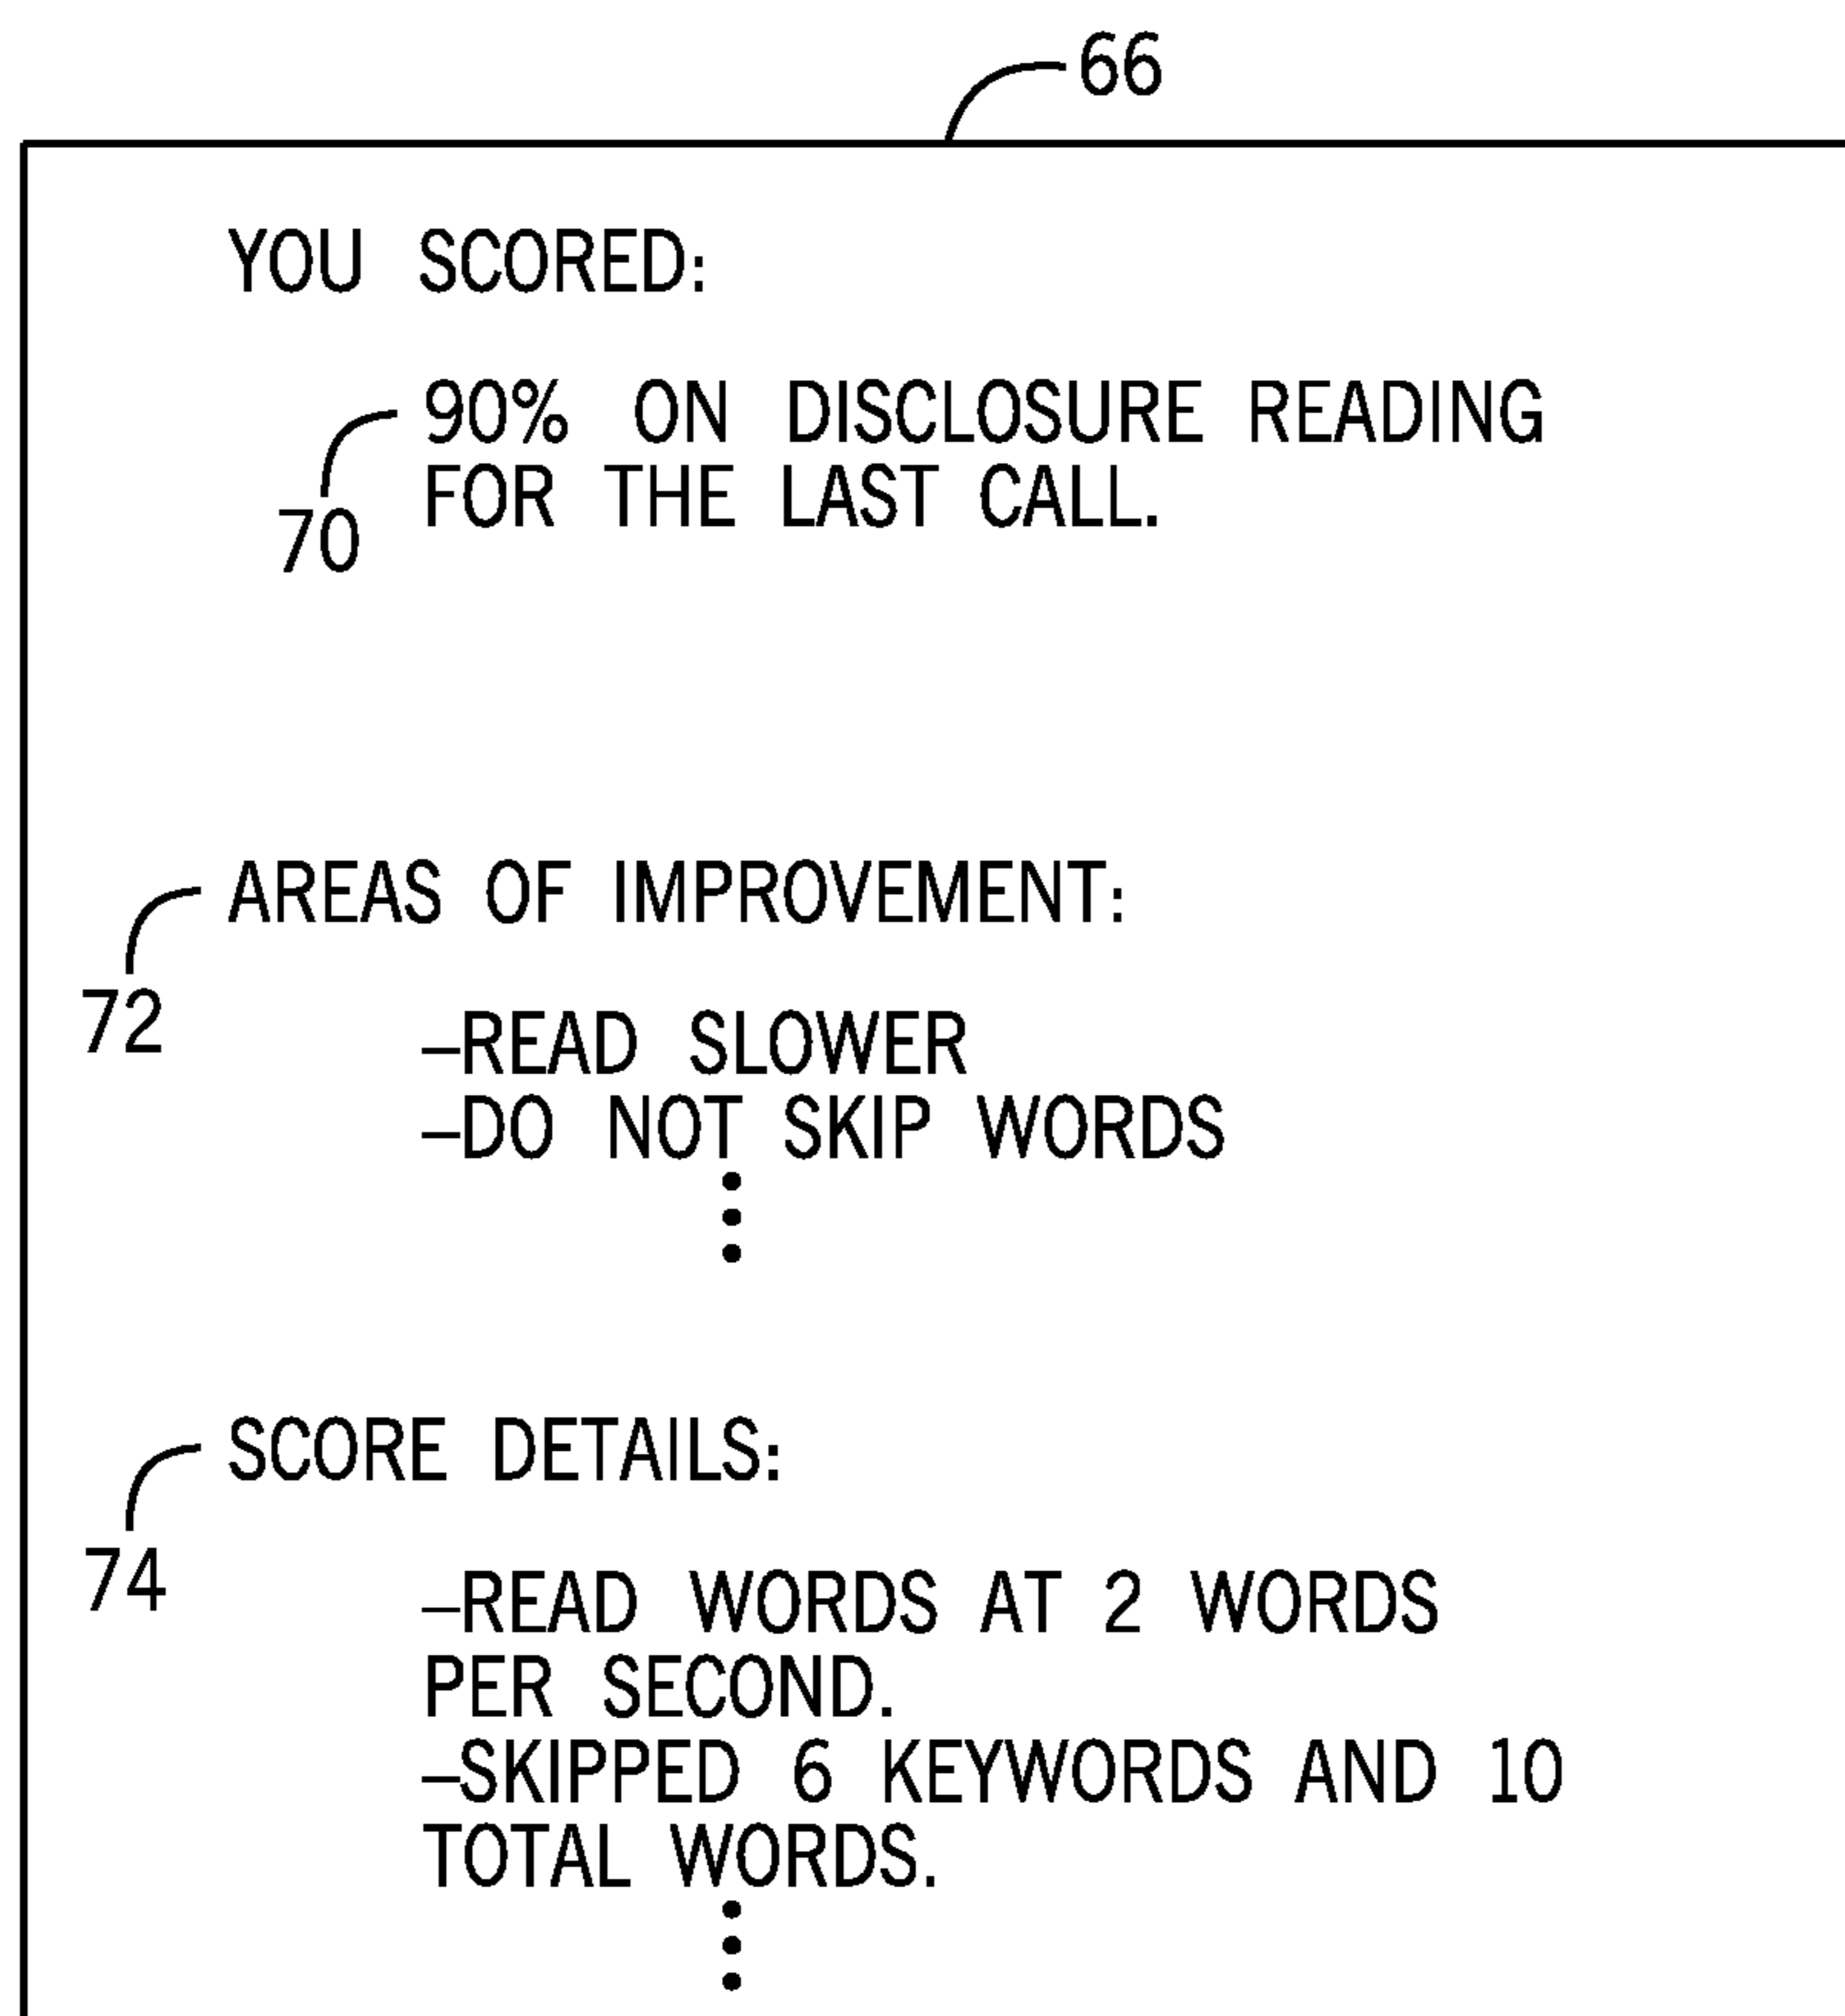 66
YOU SCORED:
90% ON DISCLOSURE READING
FOR THE LAST CALL.
70
AREAS OF IMPROVEMENT:
72
–READ SLOWER
–DO NOT SKIP WORDS
SCORE DETAILS:
74
–READ WORDS AT 2 WORDS
PER SECOND.
–SKIPPED 6 KEYWORDS AND 10
TOTAL WORDS.